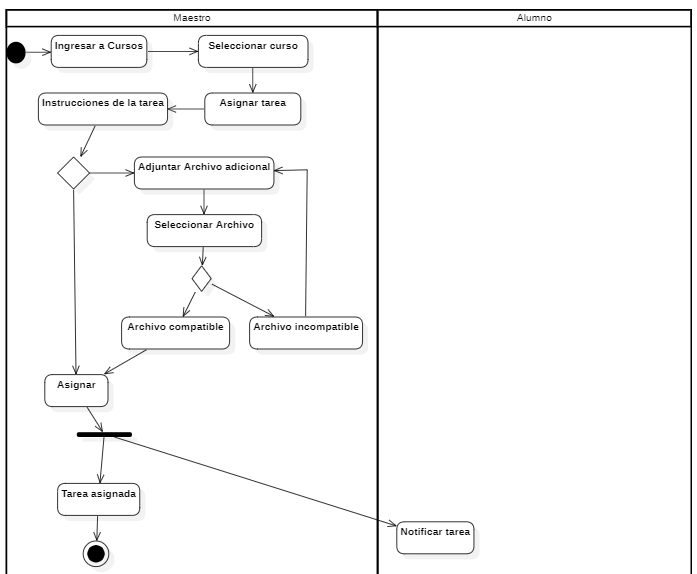 Maestro
Alumno
Ingresar a Cursos
Seleccionar curso
Instrucciones de la tarea
Asignar tarea
Adjuntar Archivo adicional
Seleccionar Archivo
Archivo compatible
Archivo incompatible
Asignar
Tarea asignada
Notificar tarea